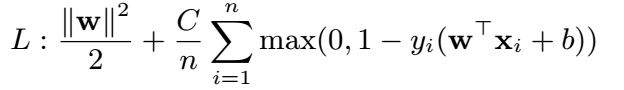 L : \frac{\|\mathbf{w}\|^2}{2} + \frac{C}{n} \sum_{i=1}^{n} \max(0, 1 - y_i(\mathbf{w}^\top \mathbf{x}_i + b))